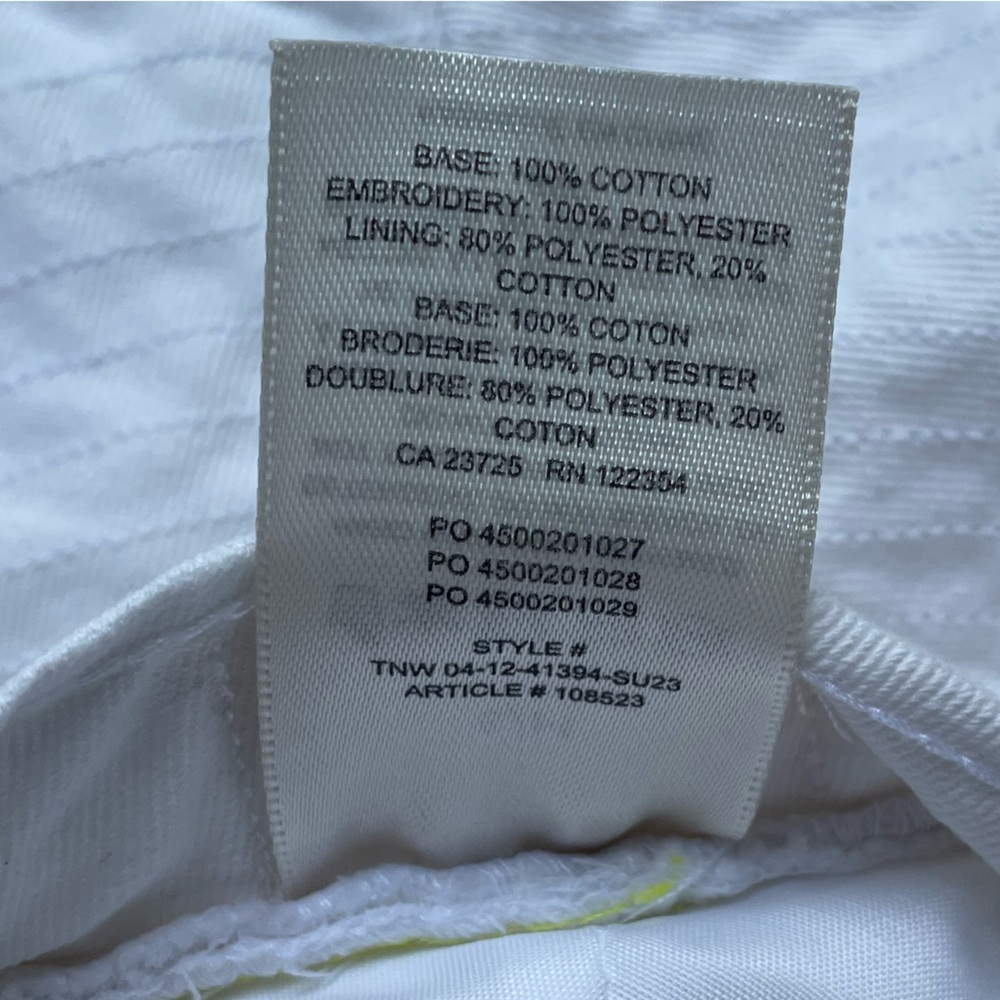 BASE: 100% COTTON
EMBROIDERY: 100% POLYESTER
LINING: 80% POLYESTER, 20%
COTTON
BASE: 100% COTON
BRODERIE: 100% POLYESTER
DOUBLURE: 80% POLYESTER, 20%
COTON
CA 23725 RN 122354
PO 4500201027
PO 4500201028
PO 4500201029
STYLE #
TNW 04-12-41394-SU23
ARTICLE # 108523